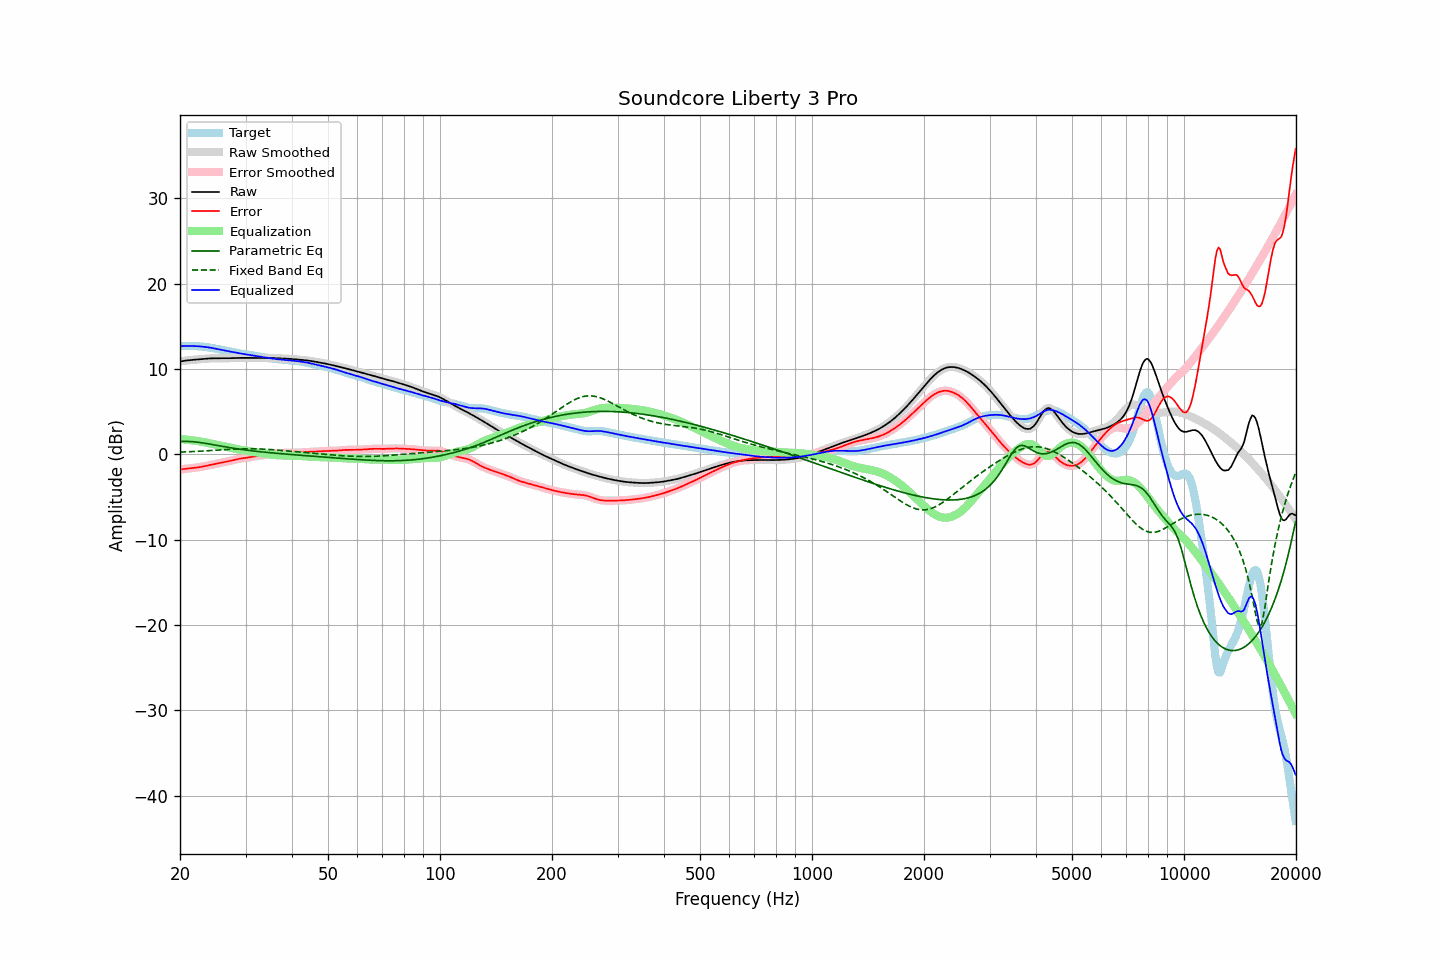 Soundcore Liberty 3 Pro
Target
Raw Smoothed
Error Smoothed
Raw
Error
Equalization
Parametric Eq
Fixed Band Eq
Equalized
30
20
10
0
−10
−20
−30
−40
Amplitude (dBr)
20 50 100 200 500 1000 2000 5000 10000 20000
Frequency (Hz)